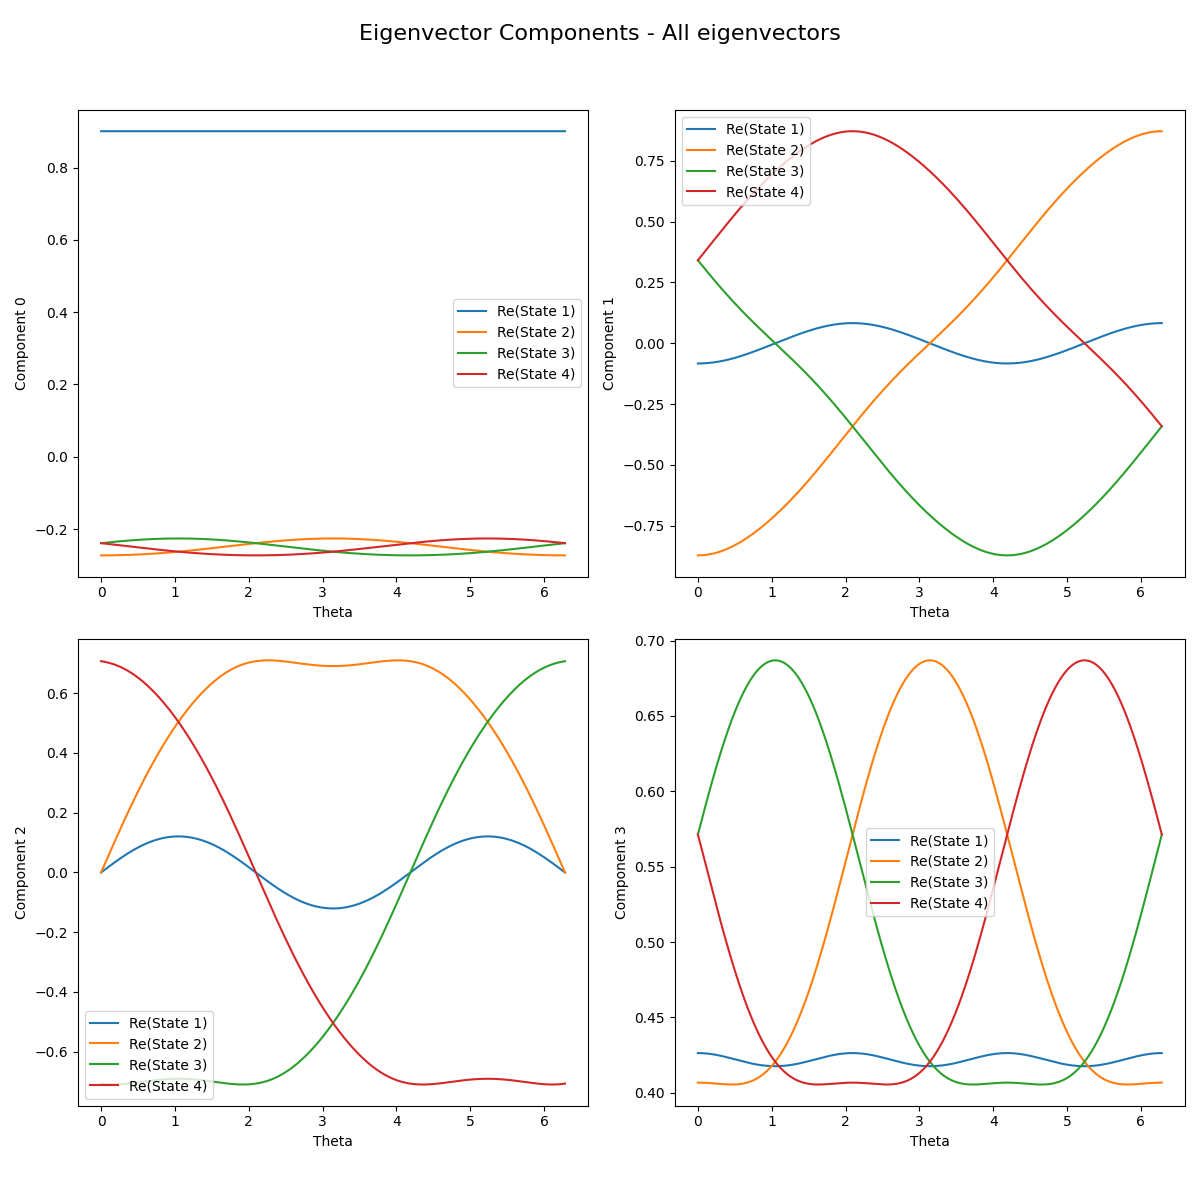 Eigenvector Components - All eigenvectors
Component 0
0.8
0.6
0.4
0.2
0.0
−0.2
Re(State 1)
Re(State 2)
Re(State 3)
Re(State 4)
0 1 2 3 4 5 6
Theta
Component 1
0.75
0.50
0.25
0.00
−0.25
−0.50
−0.75
Re(State 1)
Re(State 2)
Re(State 3)
Re(State 4)
0 1 2 3 4 5 6
Theta
Component 2
0.6
0.4
0.2
0.0
−0.2
−0.4
−0.6
Re(State 1)
Re(State 2)
Re(State 3)
Re(State 4)
0 1 2 3 4 5 6
Theta
Component 3
0.70
0.65
0.60
0.55
0.50
0.45
0.40
Re(State 1)
Re(State 2)
Re(State 3)
Re(State 4)
0 1 2 3 4 5 6
Theta